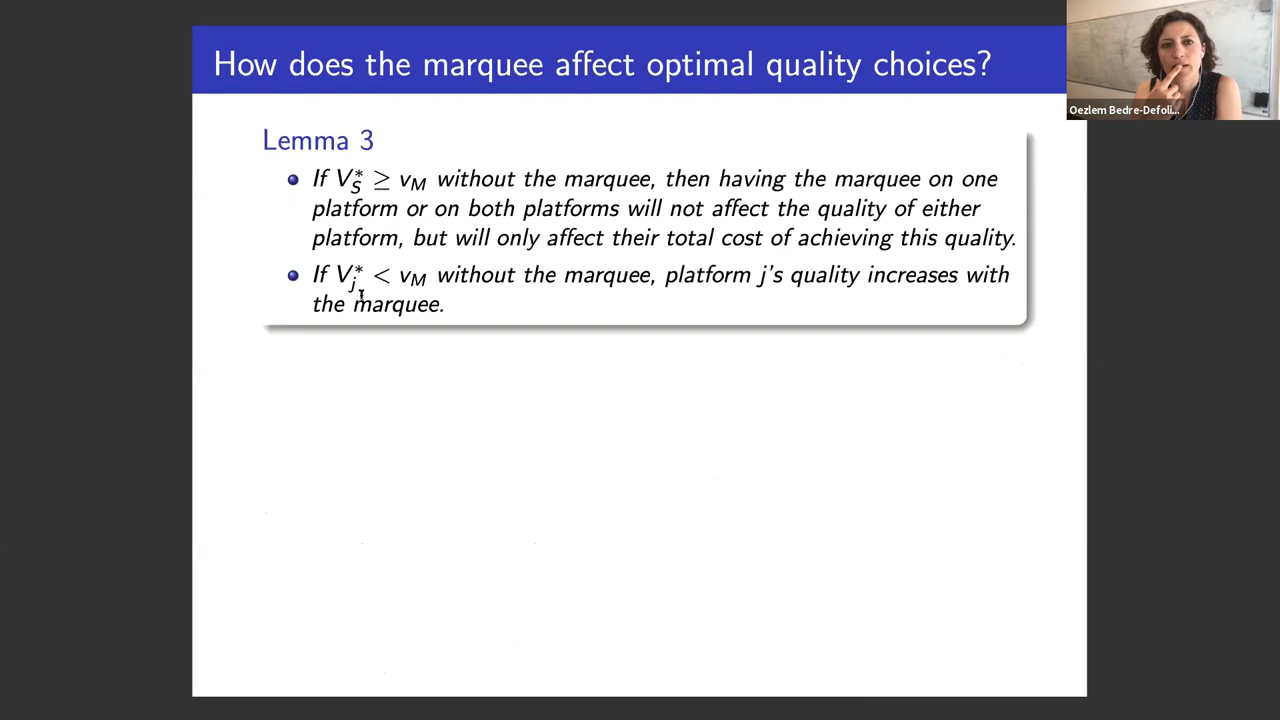 How does the marquee affect optimal quality choices?
Oezlem Bedre-Defoli...
Lemma 3
If V*_S ≥ v_M without the marquee, then having the marquee on one
platform or on both platforms will not affect the quality of either
platform, but will only affect their total cost of achieving this quality.
If V*_j < v_M without the marquee, platform j's quality increases with
the marquee.